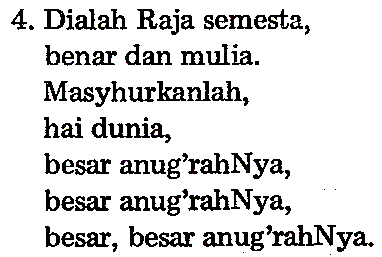 4. Dialah Raja semesta,
benar dan mulia.
Masyhurkanlah,
hai dunia,
besar anug'rahNya,
besar anug'rahNya,
besar, besar anug'rahNya.